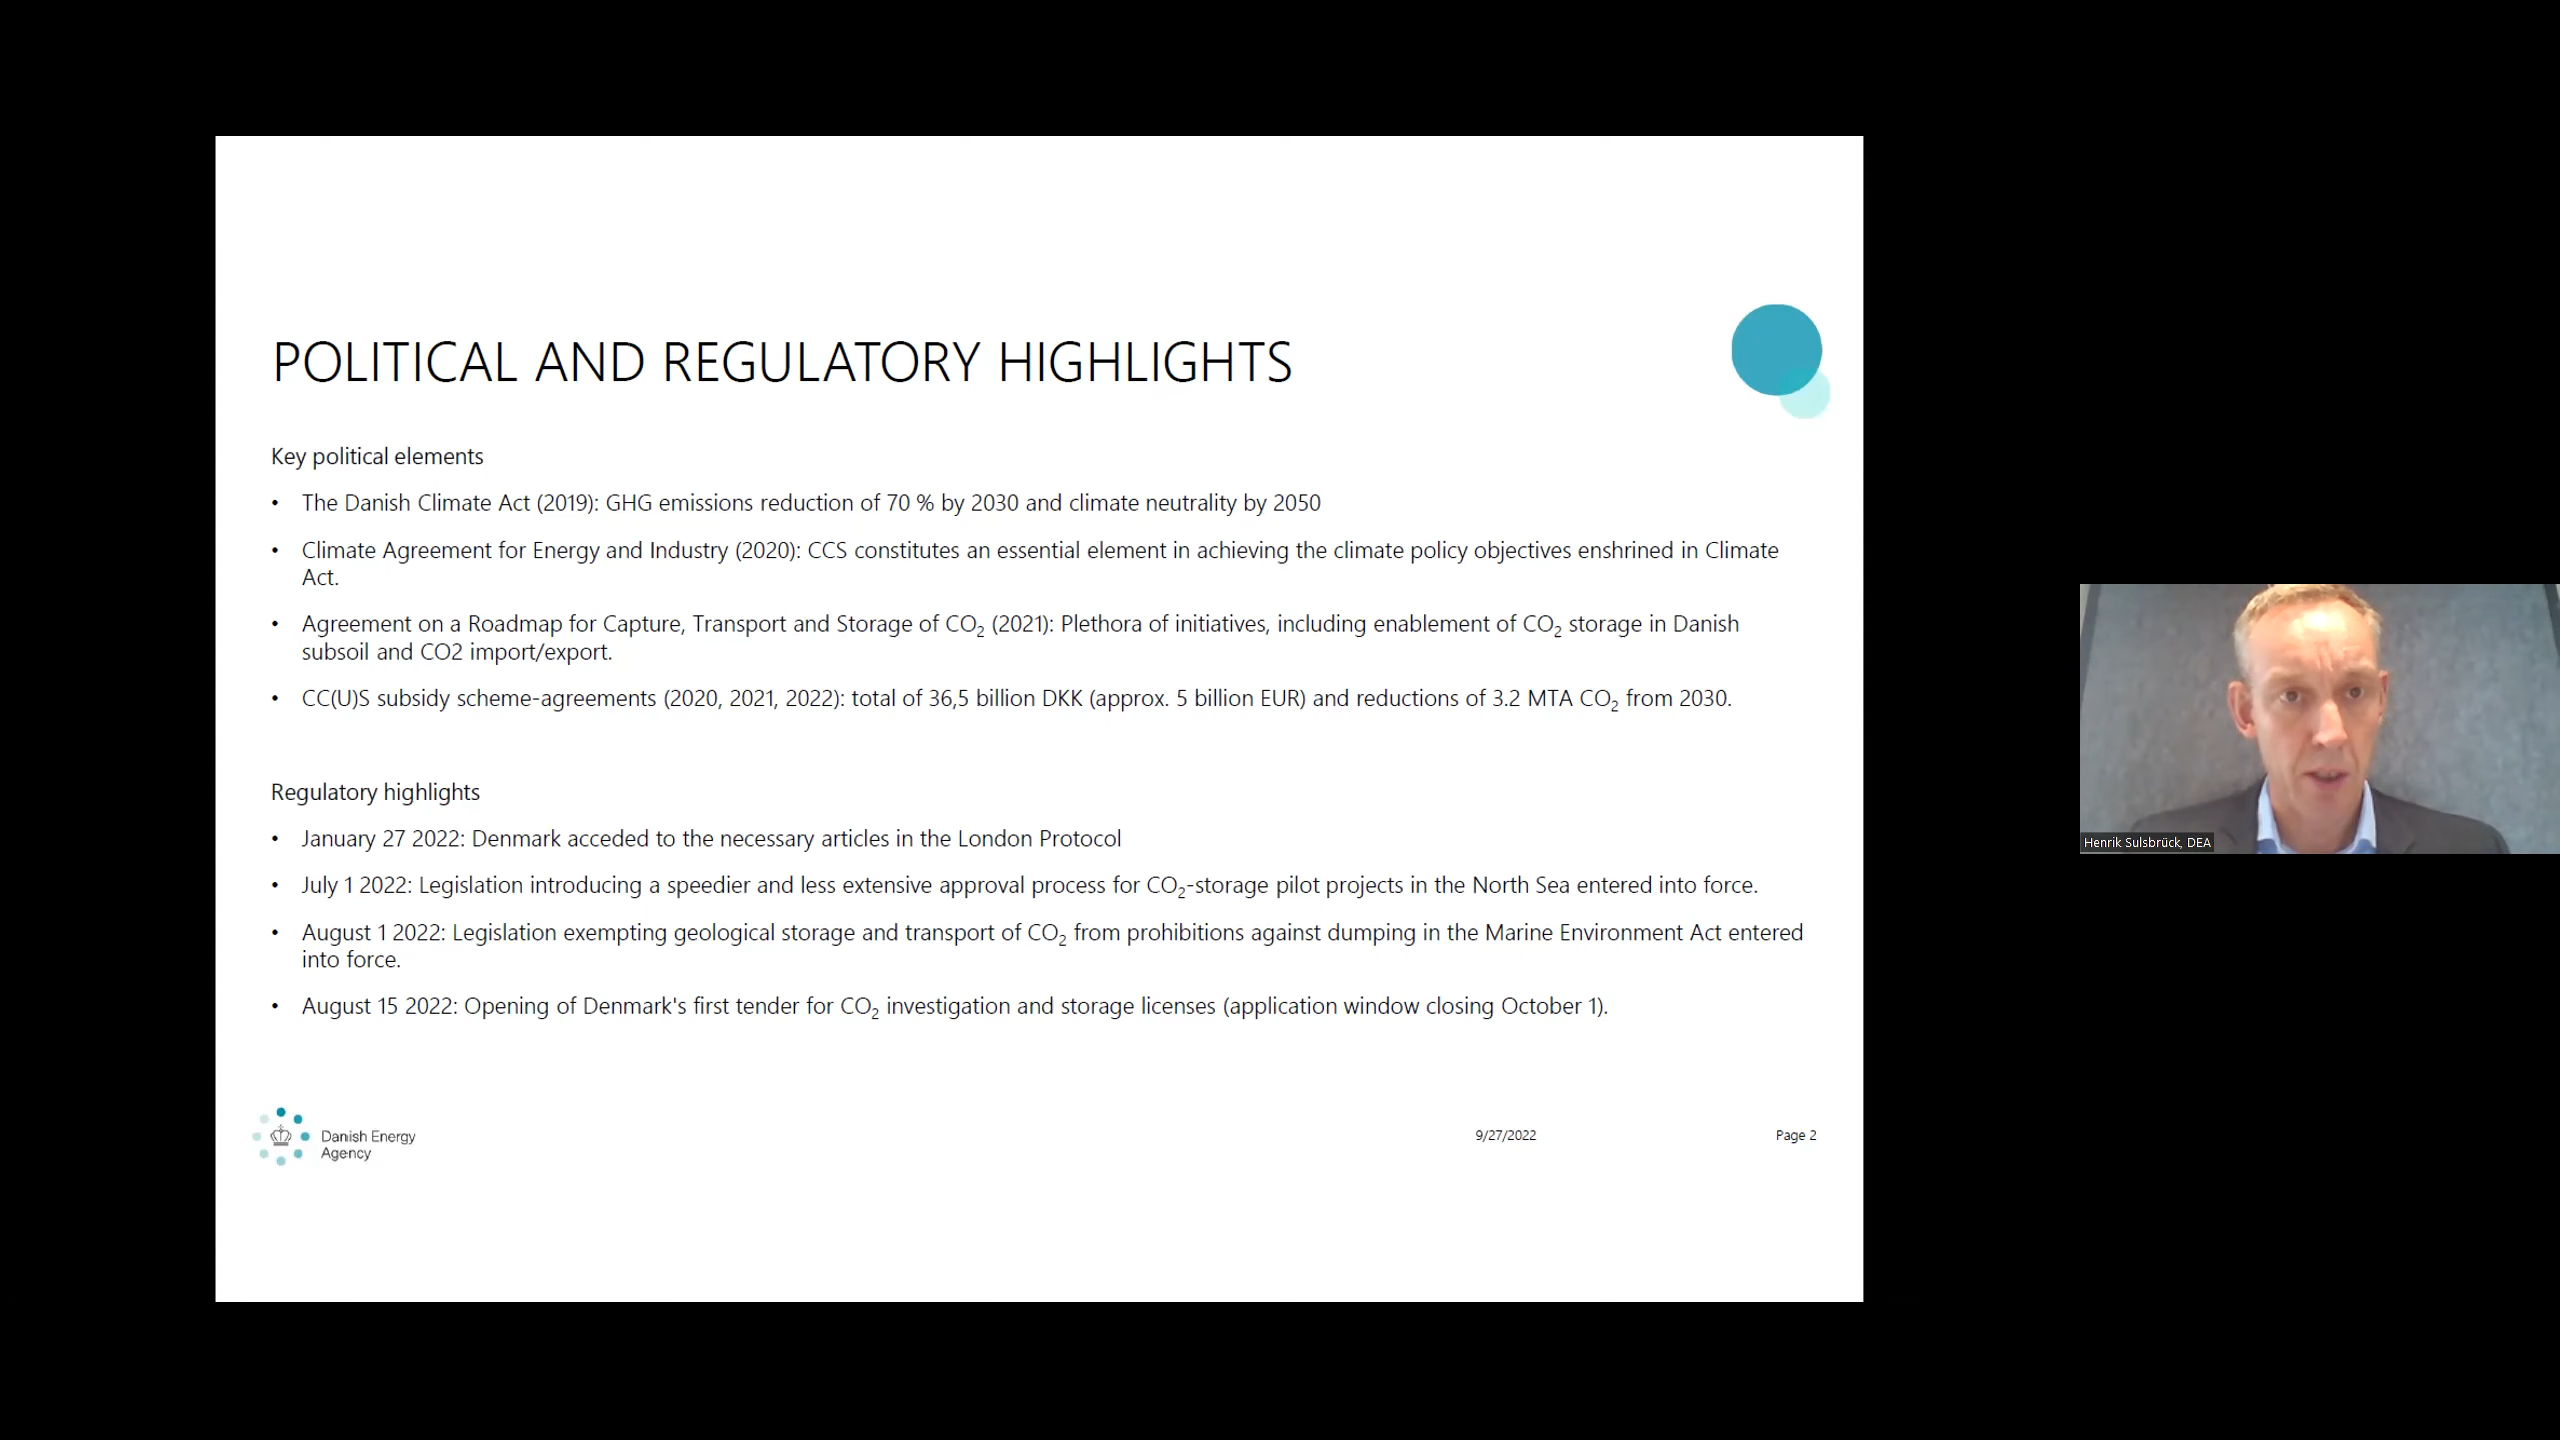 POLITICAL AND REGULATORY HIGHLIGHTS
Key political elements
• The Danish Climate Act (2019): GHG emissions reduction of 70 % by 2030 and climate neutrality by 2050
• Climate Agreement for Energy and Industry (2020): CCS constitutes an essential element in achieving the climate policy objectives enshrined in Climate
Act.
• Agreement on a Roadmap for Capture, Transport and Storage of CO₂ (2021): Plethora of initiatives, including enablement of CO₂ storage in Danish
subsoil and CO2 import/export.
• CC(U)S subsidy scheme-agreements (2020, 2021, 2022): total of 36,5 billion DKK (approx. 5 billion EUR) and reductions of 3.2 MTA CO₂ from 2030.
Regulatory highlights
• January 27 2022: Denmark acceded to the necessary articles in the London Protocol
• July 1 2022: Legislation introducing a speedier and less extensive approval process for CO₂-storage pilot projects in the North Sea entered into force.
• August 1 2022: Legislation exempting geological storage and transport of CO₂ from prohibitions against dumping in the Marine Environment Act entered
into force.
• August 15 2022: Opening of Denmark's first tender for CO₂ investigation and storage licenses (application window closing October 1).
Danish Energy
Agency
9/27/2022
Page 2
Henrik Sulsbrück, DEA